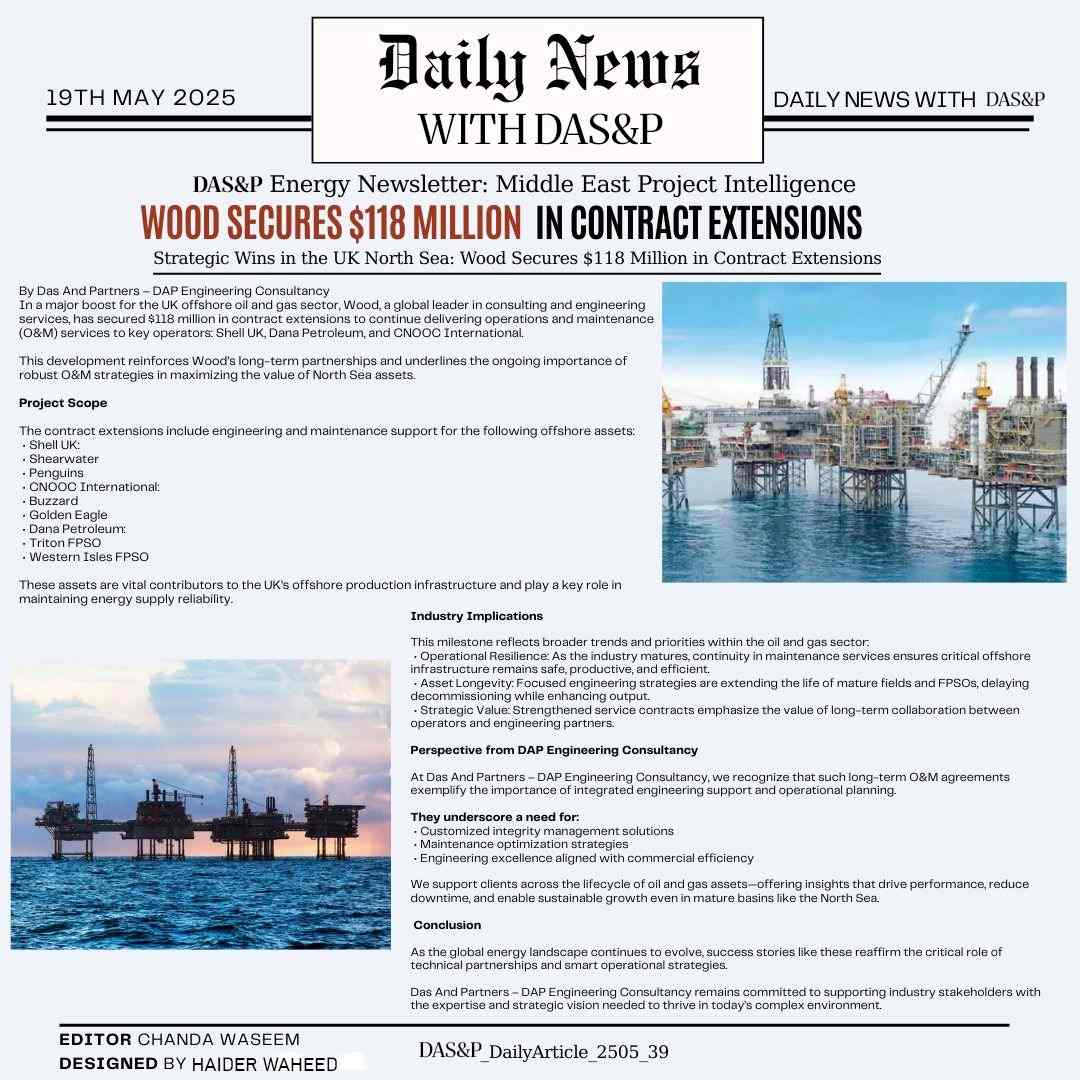 19TH MAY 2025
Daily News
WITH DAS&P
DAILY NEWS WITH DAS&P
DAS&P Energy Newsletter: Middle East Project Intelligence
WOOD SECURES $118 MILLION IN CONTRACT EXTENSIONS
Strategic Wins in the UK North Sea: Wood Secures $118 Million in Contract Extensions
By Das And Partners – DAP Engineering Consultancy
In a major boost for the UK offshore oil and gas sector, Wood, a global leader in consulting and engineering
services, has secured $118 million in contract extensions to continue delivering operations and maintenance
(O&M) services to key operators: Shell UK, Dana Petroleum, and CNOOC International.
This development reinforces Wood's long-term partnerships and underlines the ongoing importance of
robust O&M strategies in maximizing the value of North Sea assets.
Project Scope
The contract extensions include engineering and maintenance support for the following offshore assets:
• Shell UK:
• Shearwater
• Penguins
• CNOOC International:
• Buzzard
• Golden Eagle
• Dana Petroleum:
• Triton FPSO
• Western Isles FPSO
These assets are vital contributors to the UK's offshore production infrastructure and play a key role in
maintaining energy supply reliability.
Industry Implications
This milestone reflects broader trends and priorities within the oil and gas sector:
• Operational Resilience: As the industry matures, continuity in maintenance services ensures critical offshore
infrastructure remains safe, productive, and efficient.
• Asset Longevity: Focused engineering strategies are extending the life of mature fields and FPSOs, delaying
decommissioning while enhancing output.
• Strategic Value: Strengthened service contracts emphasize the value of long-term collaboration between
operators and engineering partners.
Perspective from DAP Engineering Consultancy
At Das And Partners – DAP Engineering Consultancy, we recognize that such long-term O&M agreements
exemplify the importance of integrated engineering support and operational planning.
They underscore a need for:
• Customized integrity management solutions
• Maintenance optimization strategies
• Engineering excellence aligned with commercial efficiency
We support clients across the lifecycle of oil and gas assets—offering insights that drive performance, reduce
downtime, and enable sustainable growth even in mature basins like the North Sea.
Conclusion
As the global energy landscape continues to evolve, success stories like these reaffirm the critical role of
technical partnerships and smart operational strategies.
Das And Partners – DAP Engineering Consultancy remains committed to supporting industry stakeholders with
the expertise and strategic vision needed to thrive in today's complex environment.
EDITOR CHANDA WASEEM
DESIGNED BY HAIDER WAHEED
DAS&P_DailyArticle_2505_39